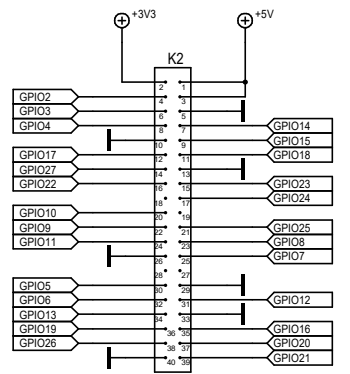 +3V3 +5V
K2
2 1
GPIO2 4 3
GPIO3 6 5
GPIO4 8 7 GPIO14
10 9 GPIO15
GPIO17 12 11 GPIO18
GPIO27 14 13
GPIO22 16 15 GPIO23
18 17 GPIO24
GPIO10 20 19
GPIO9 22 21 GPIO25
GPIO11 24 23 GPIO8
26 25 GPIO7
28 27
GPIO5 30 29
GPIO6 32 31 GPIO12
GPIO13 34 33
GPIO19 36 35 GPIO16
GPIO26 38 37 GPIO20
40 39 GPIO21